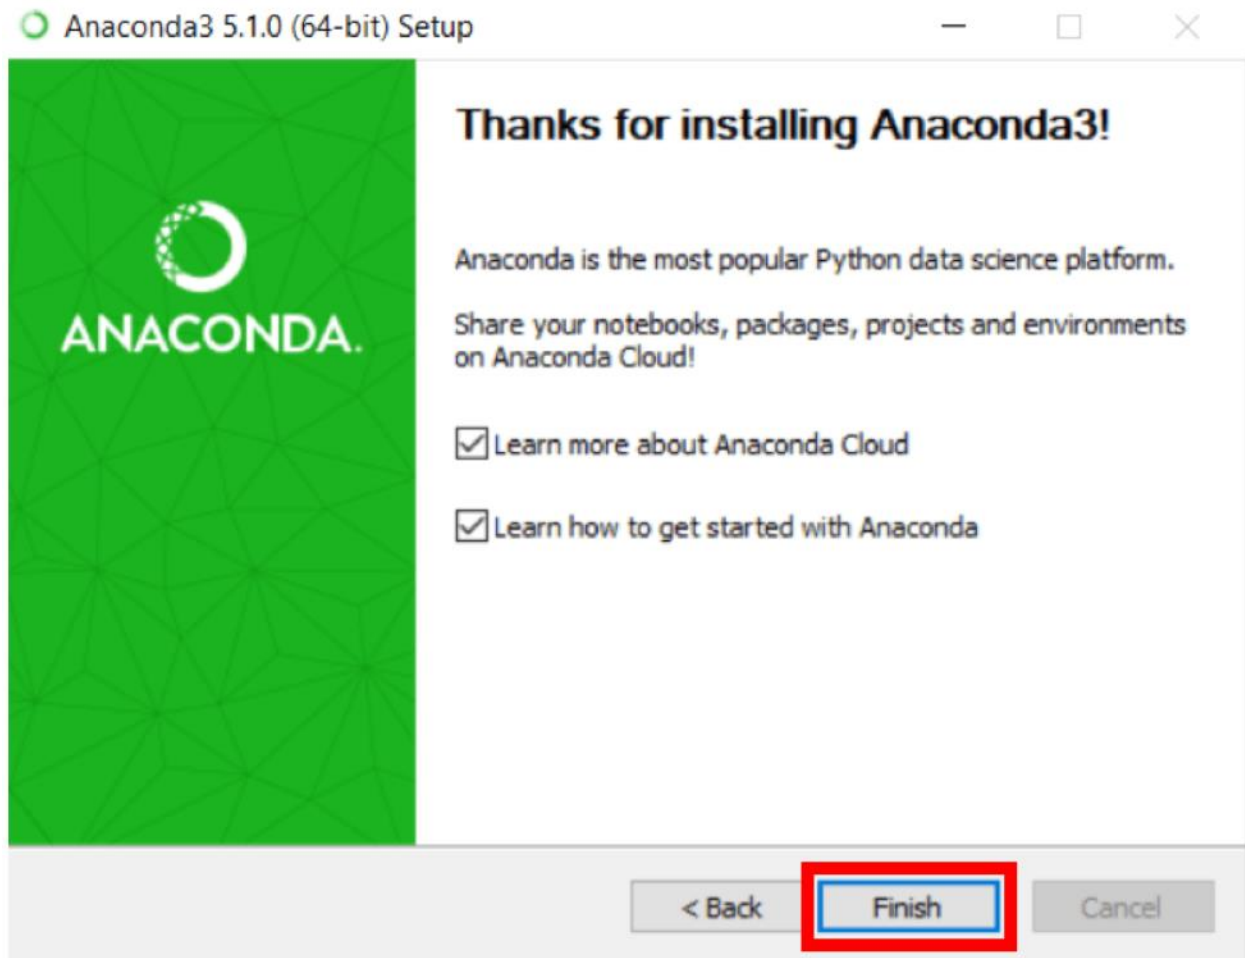 Anaconda3 5.1.0 (64-bit) Setup
Thanks for installing Anaconda3!
ANACONDA.
Anaconda is the most popular Python data science platform.
Share your notebooks, packages, projects and environments
on Anaconda Cloud!
Learn more about Anaconda Cloud
Learn how to get started with Anaconda
< Back
Finish
Cancel